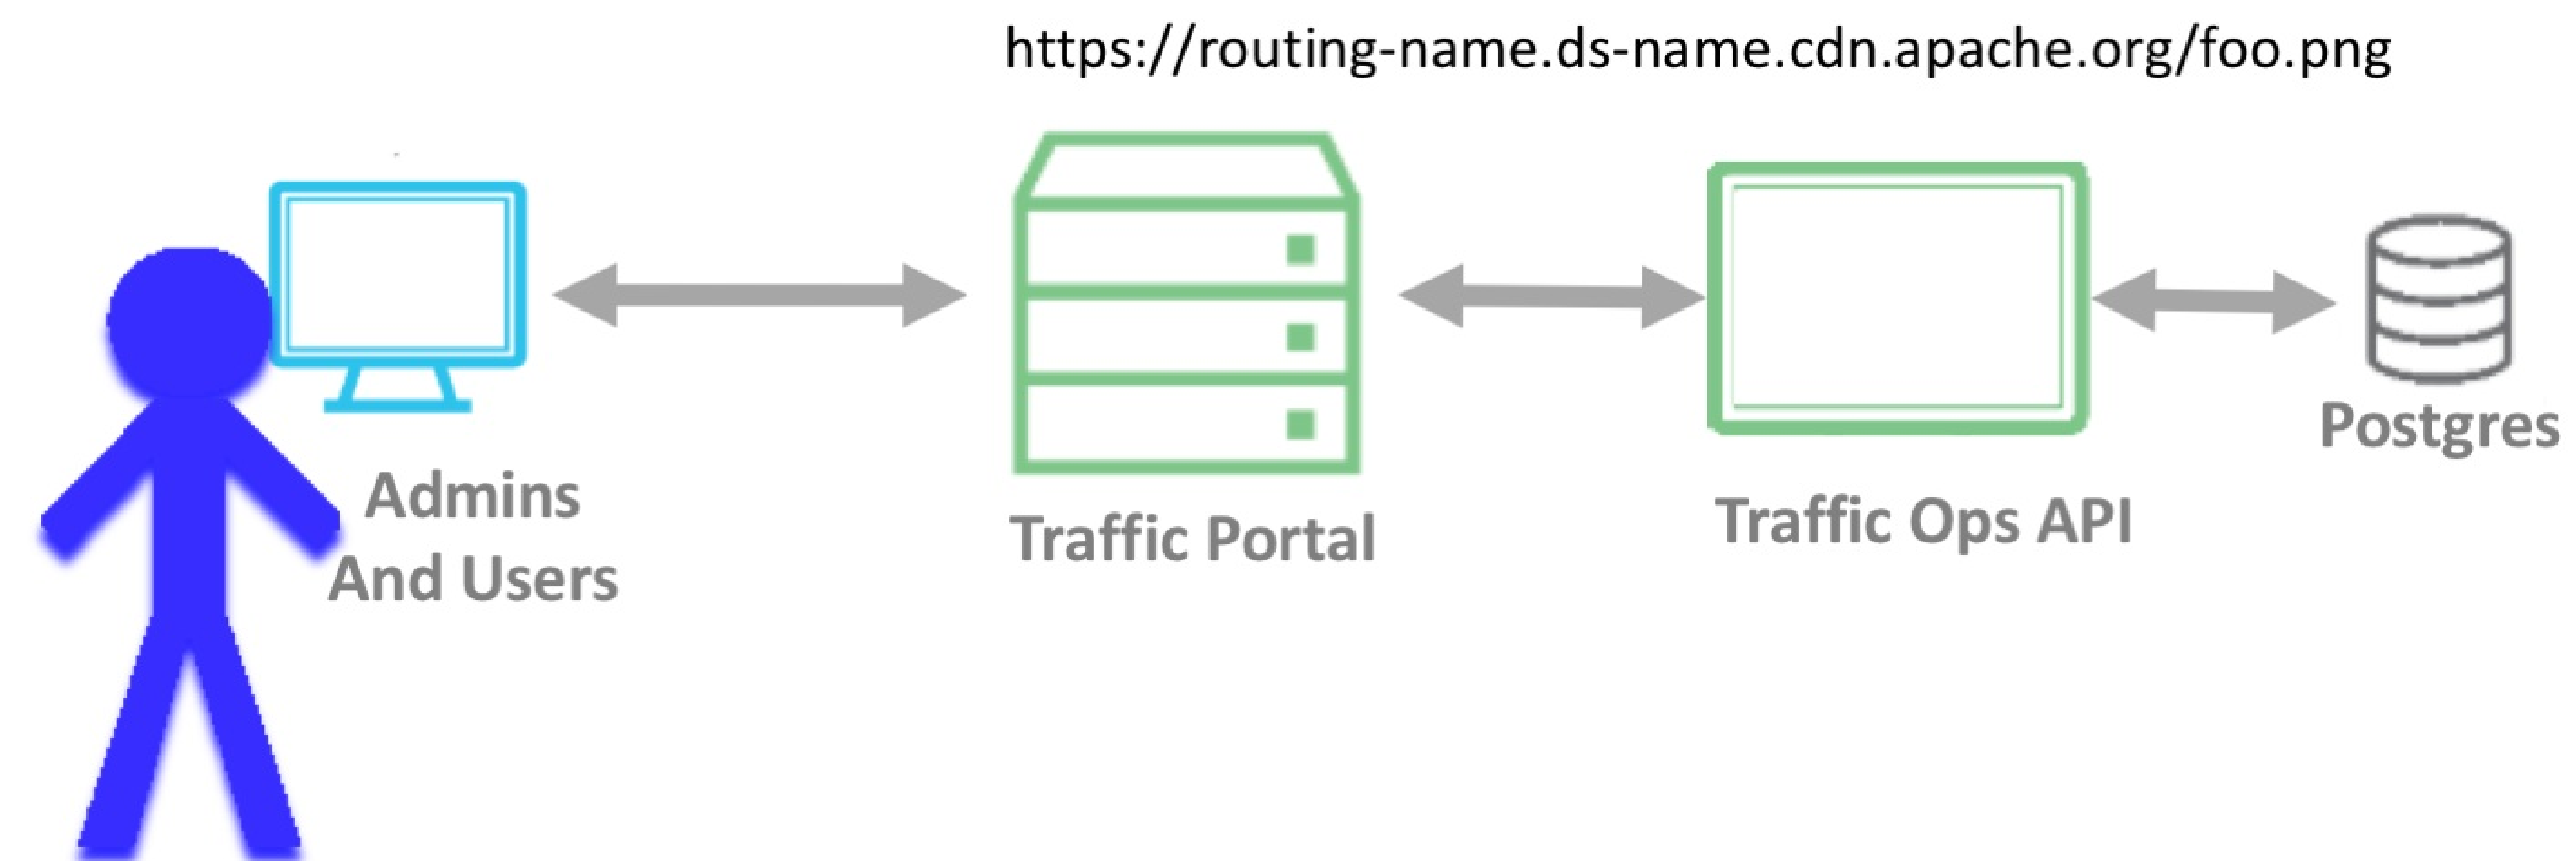 https://routing-name.ds-name.cdn.apache.org/foo.png
Admins
And Users
Traffic Portal
Traffic Ops API
Postgres